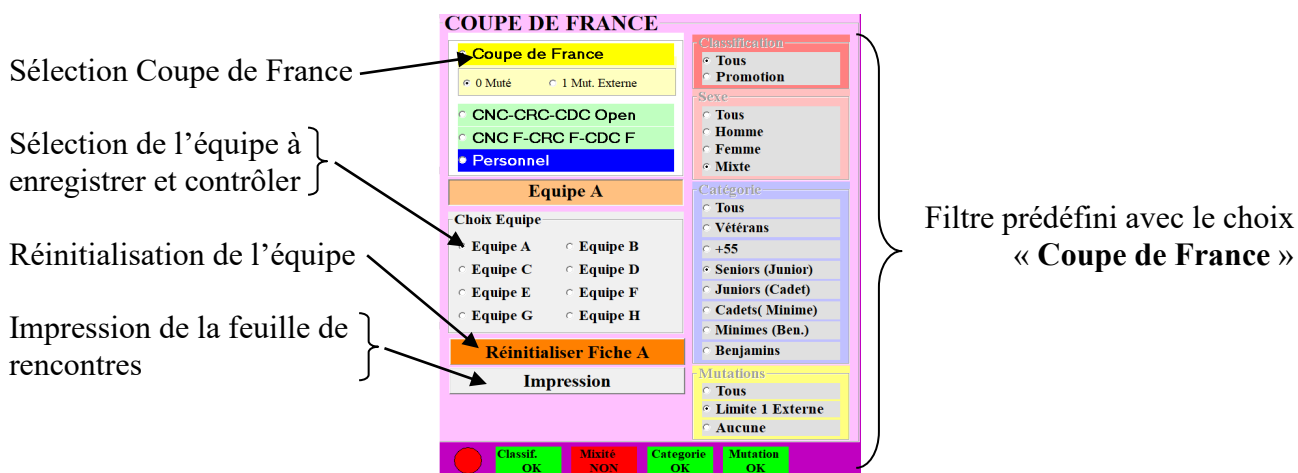 COUPE DE FRANCE
Sélection Coupe de France
Sélection de l’équipe à
enregistrer et contrôler
Réinitialisation de l’équipe
Impression de la feuille de
rencontres
Coupe de France
0 Muté
1 Mut. Externe
CNC-CRC-CDC Open
CNC F-CRC F-CDC F
Personnel
Equipe A
Choix Equipe
Equipe A
Equipe B
Equipe C
Equipe D
Equipe E
Equipe F
Equipe G
Equipe H
Réinitialiser Fiche A
Impression
Classification
Tous
Promotion
Sexe
Tous
Homme
Femme
Mixte
Categorie
Tous
Vétérans
+55
Seniors (Junior)
Juniors (Cadet)
Cadets( Minime)
Minimes (Ben.)
Benjamins
Mutations
Tous
Limite 1 Externe
Aucune
Classif.
OK
Mixité
NON
Categorie
OK
Mutation
OK
Filtre prédéfini avec le choix
« Coupe de France »